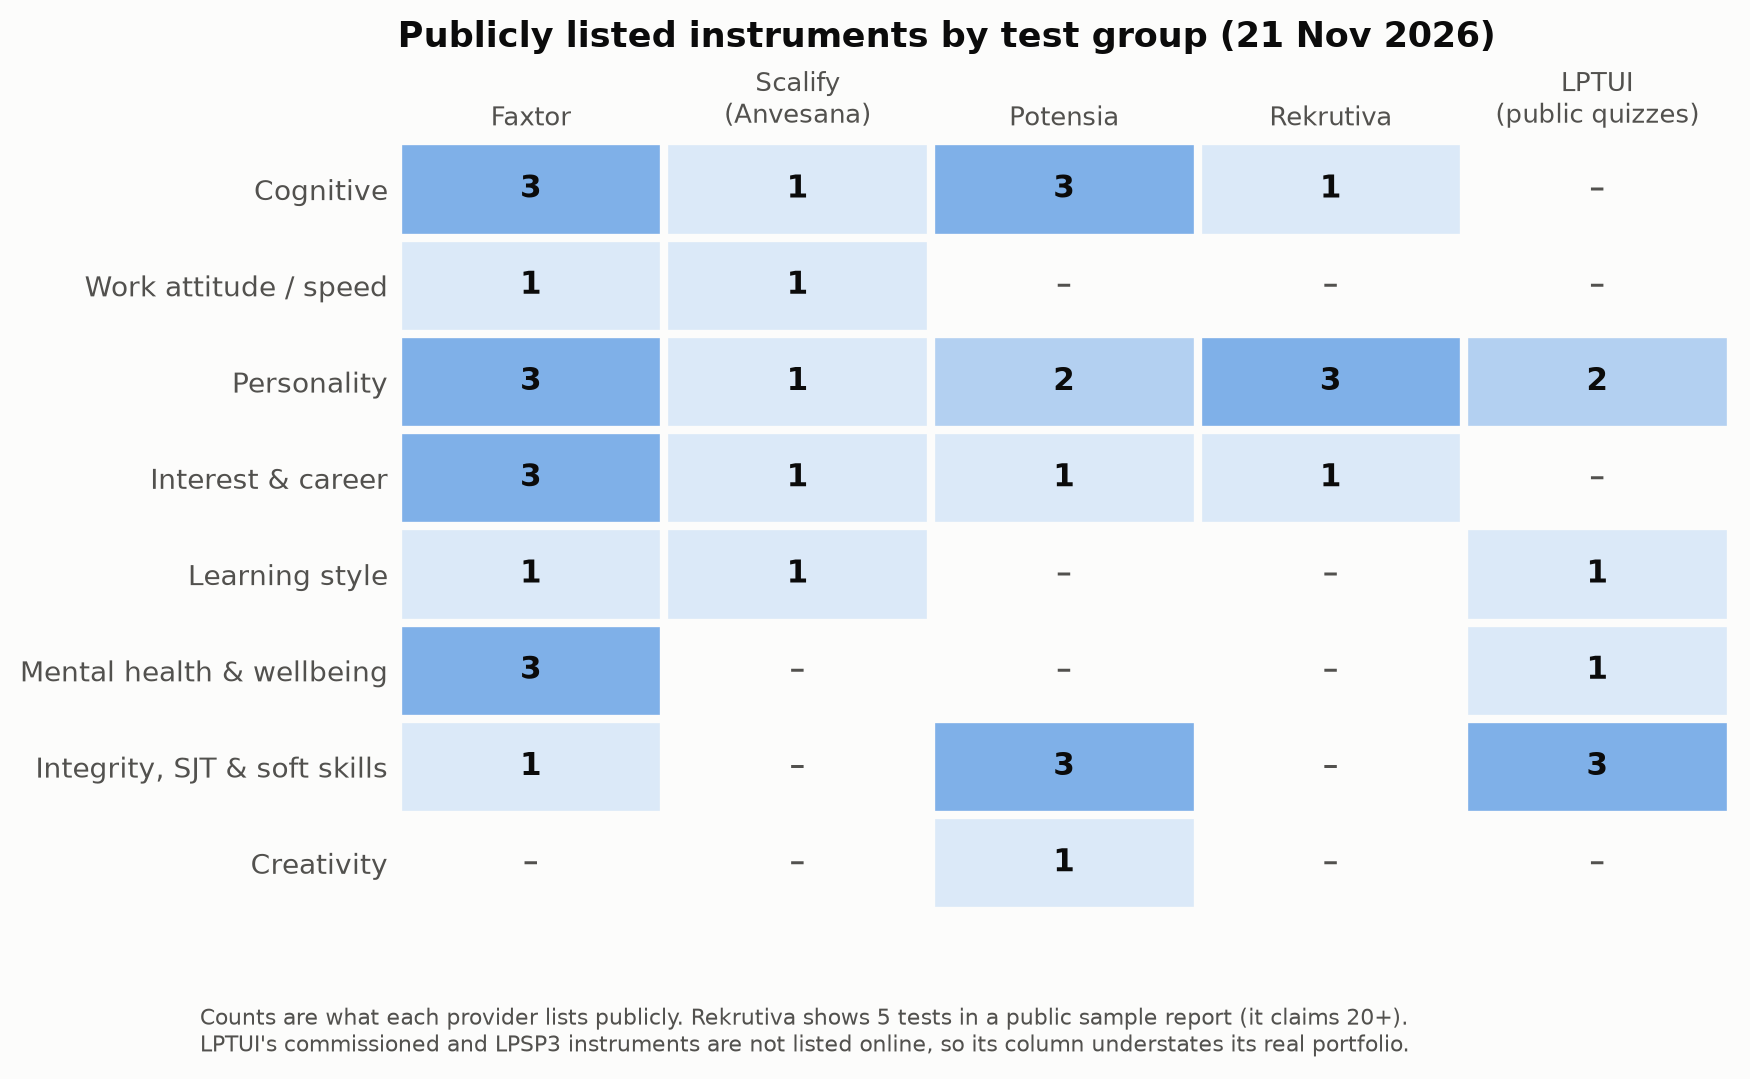 Publicly listed instruments by test group (21 Nov 2026)
Faxtor
Scalify
(Anvesana)
Potensia
Rekrutiva
LPTUI
(public quizzes)
Cognitive 3 1 3 1 –
Work attitude / speed 1 1 – – –
Personality 3 1 2 3 2
Interest & career 3 1 1 1 –
Learning style 1 1 – – 1
Mental health & wellbeing 3 – – – 1
Integrity, SJT & soft skills 1 – 3 – 3
Creativity – – 1 – –
Counts are what each provider lists publicly. Rekrutiva shows 5 tests in a public sample report (it claims 20+).
LPTUI's commissioned and LPSP3 instruments are not listed online, so its column understates its real portfolio.